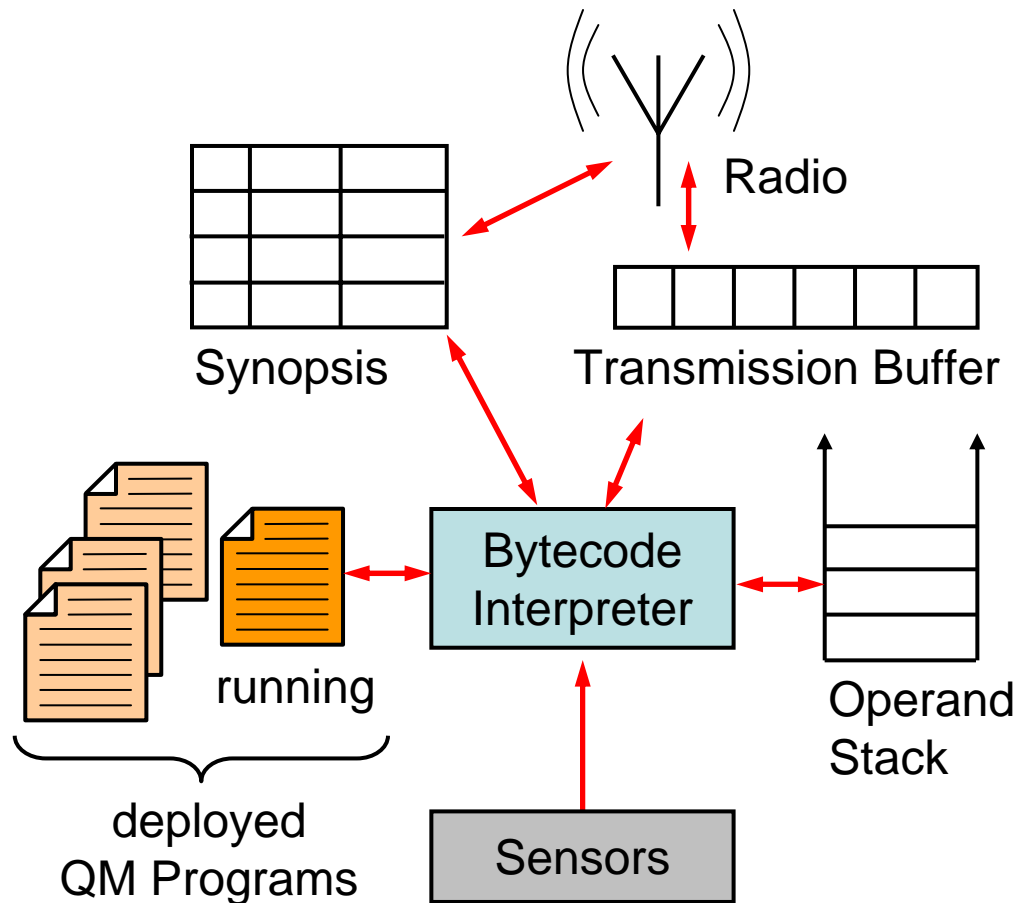 Radio
Synopsis
Transmission Buffer
Bytecode
Interpreter
running
Operand
Stack
deployed
QM Programs
Sensors